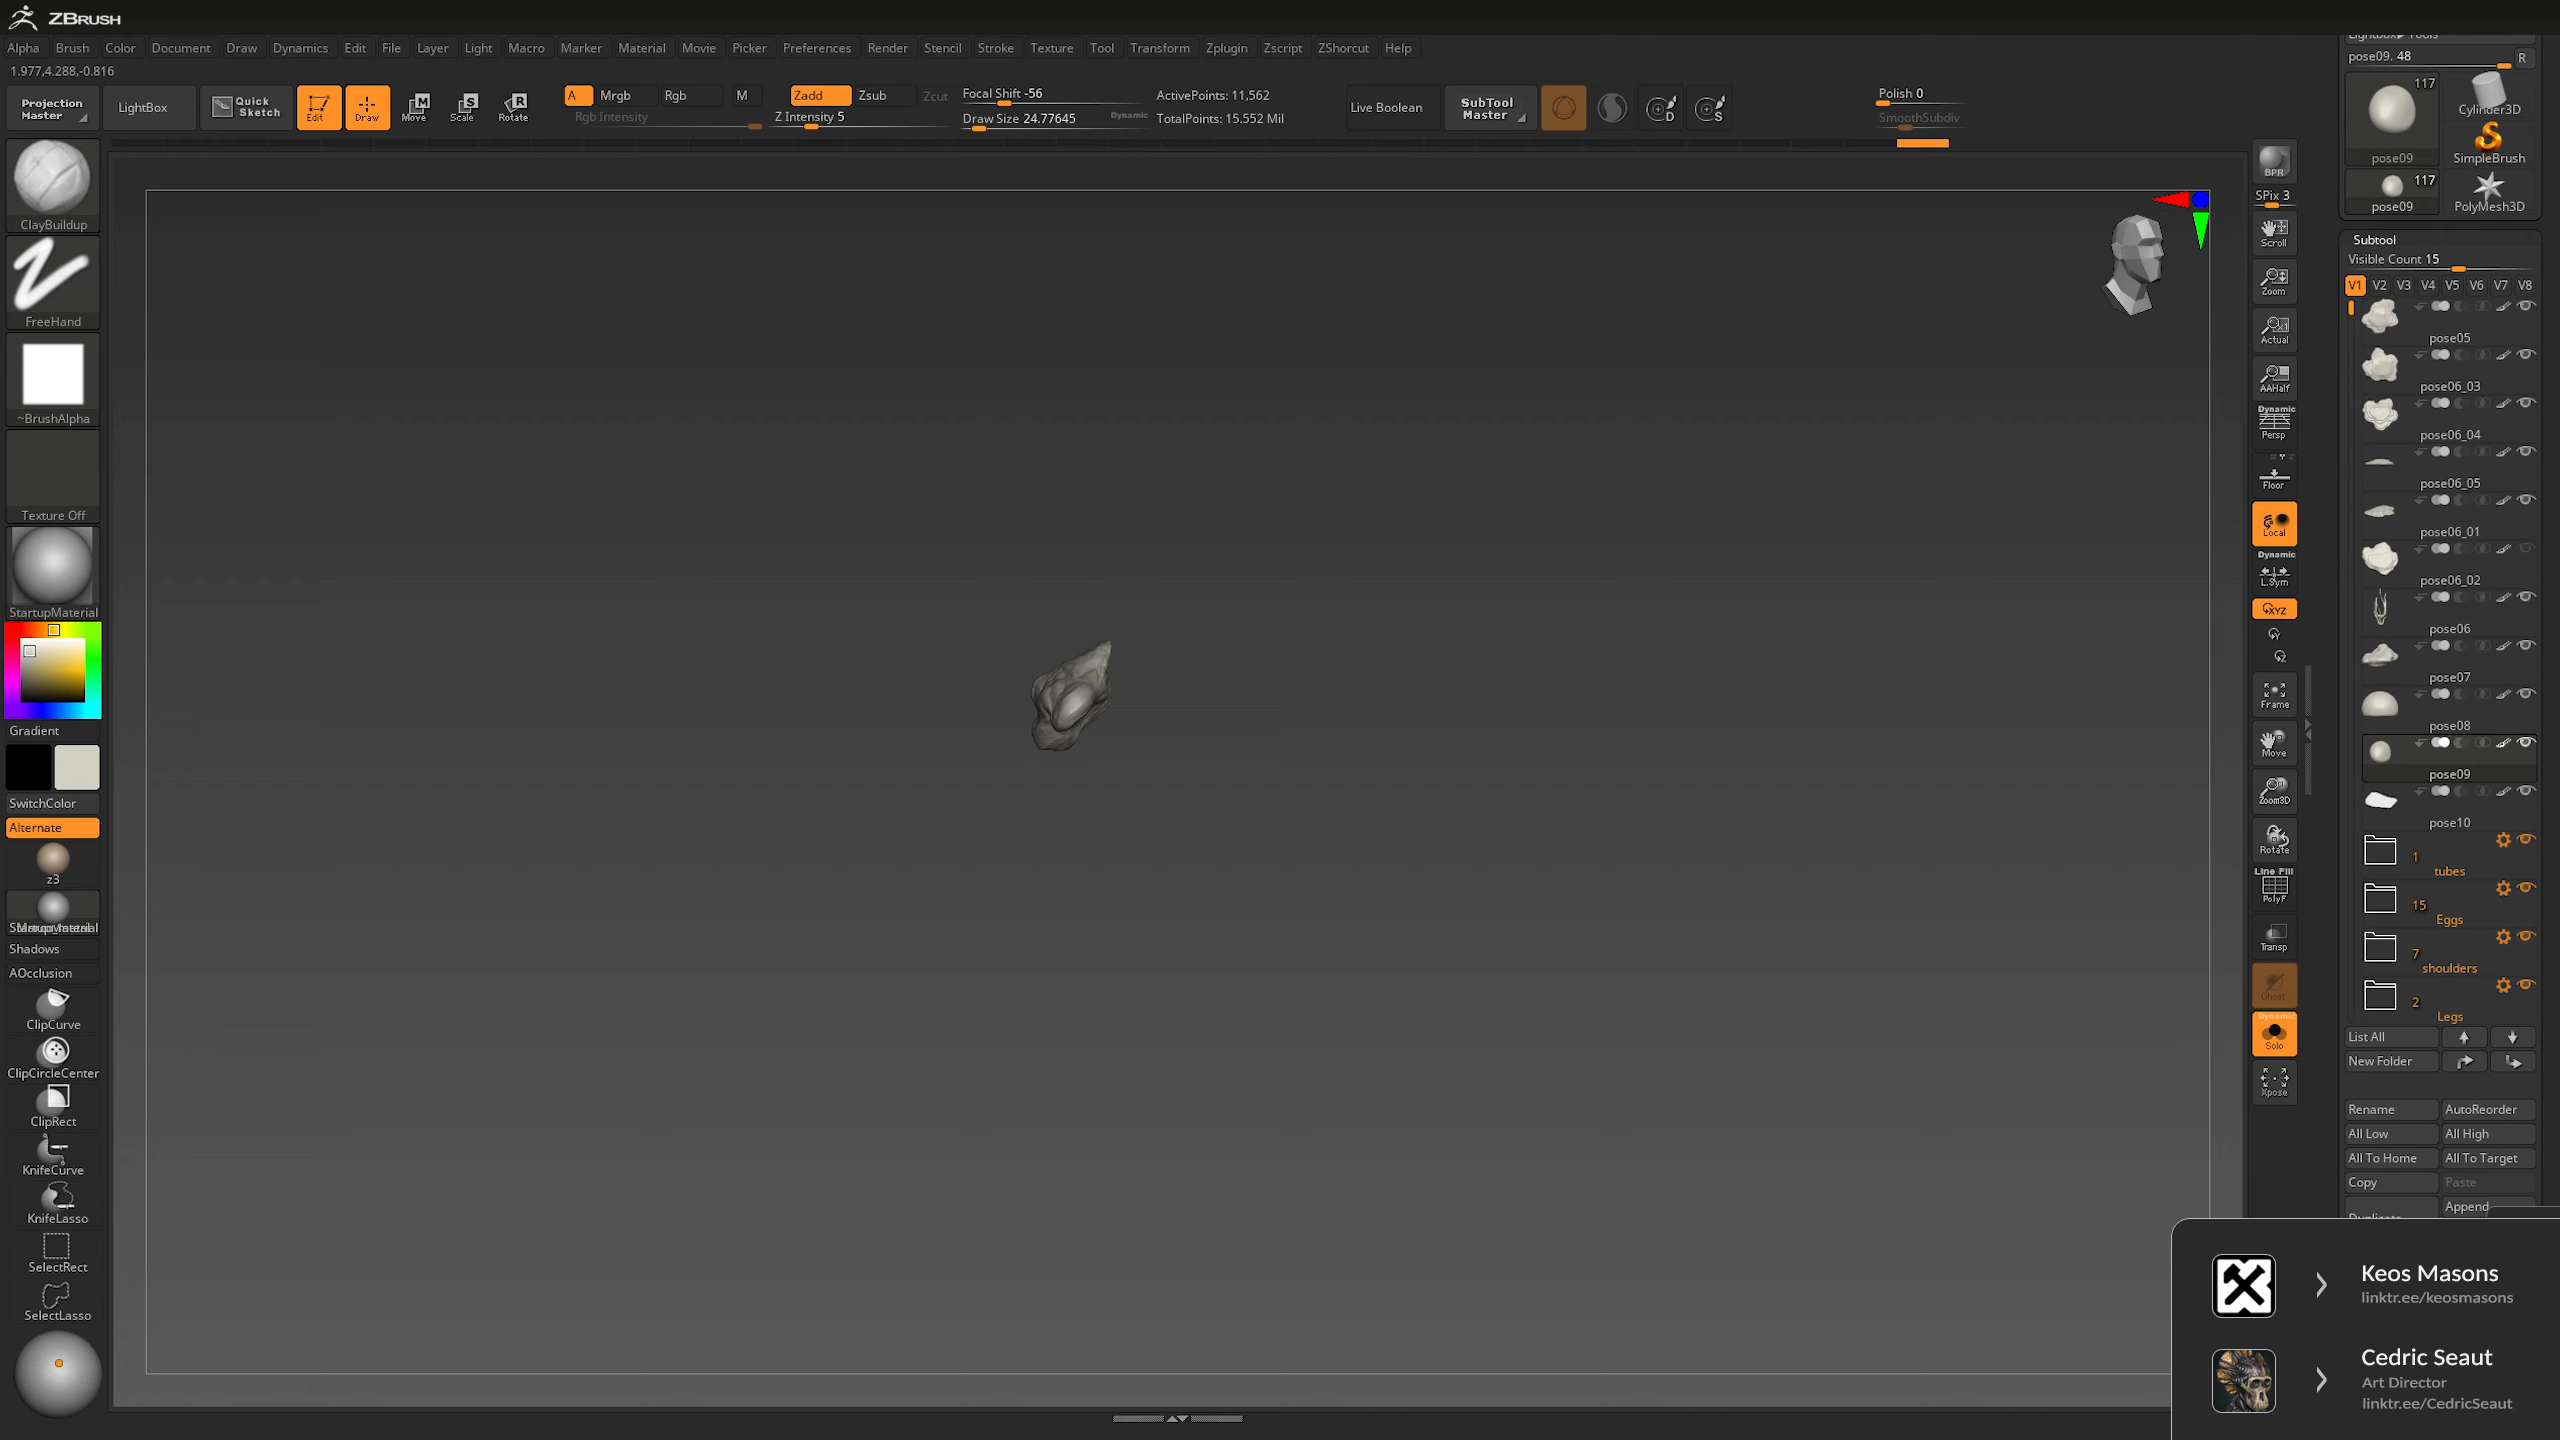 ZBRUSH
Alpha Brush Color Document Draw Dynamics Edit File Layer Light Macro Marker Material Movie Picker Preferences Render Stencil Stroke Texture Tool Transform Zplugin Zscript ZShorcut Help
1.977,4.288,-0.816
Projection Master
LightBox
Quick Sketch
Edit
Draw
Move
Scale
Rotate
A Mrgb Rgb M
Rgb Intensity
Zadd Zsub Zcut
Z Intensity 5
Focal Shift -56
Draw Size 24.77645
Dynamic
ActivePoints: 11,562
TotalPoints: 15.552 Mil
Live Boolean
SubTool Master
D
S
Polish 0
SmoothSubdiv
ClayBuildup
FreeHand
~BrushAlpha
Texture Off
StartupMaterial
Gradient
SwitchColor
Alternate
z3
Shadows
AOcclusion
ClipCurve
ClipCircleCenter
ClipRect
KnifeCurve
KnifeLasso
SelectRect
SelectLasso
BPR
SPix 3
Scroll
Zoom
Actual
AAHalf
Dynamic
Persp
Floor
Local
Dynamic
L.Sym
XYZ
Y
Z
Frame
Move
Zoom3D
Rotate
Line Fill
PolyF
Transp
Ghost
Dynamic
Solo
Xpose
Lightbox▶Tools
pose09. 48 R
117
pose09
Cylinder3D
SimpleBrush
117
pose09
PolyMesh3D
Subtool
Visible Count 15
V1 V2 V3 V4 V5 V6 V7 V8
pose05
pose06_03
pose06_04
pose06_05
pose06_01
pose06_02
pose06
pose07
pose08
pose09
pose10
1
tubes
15
Eggs
7
shoulders
2
Legs
List All
New Folder
Rename AutoReorder
All Low All High
All To Home All To Target
Copy Paste
Append
Keos Masons
linktr.ee/keosmasons
Cedric Seaut
Art Director
linktr.ee/CedricSeaut